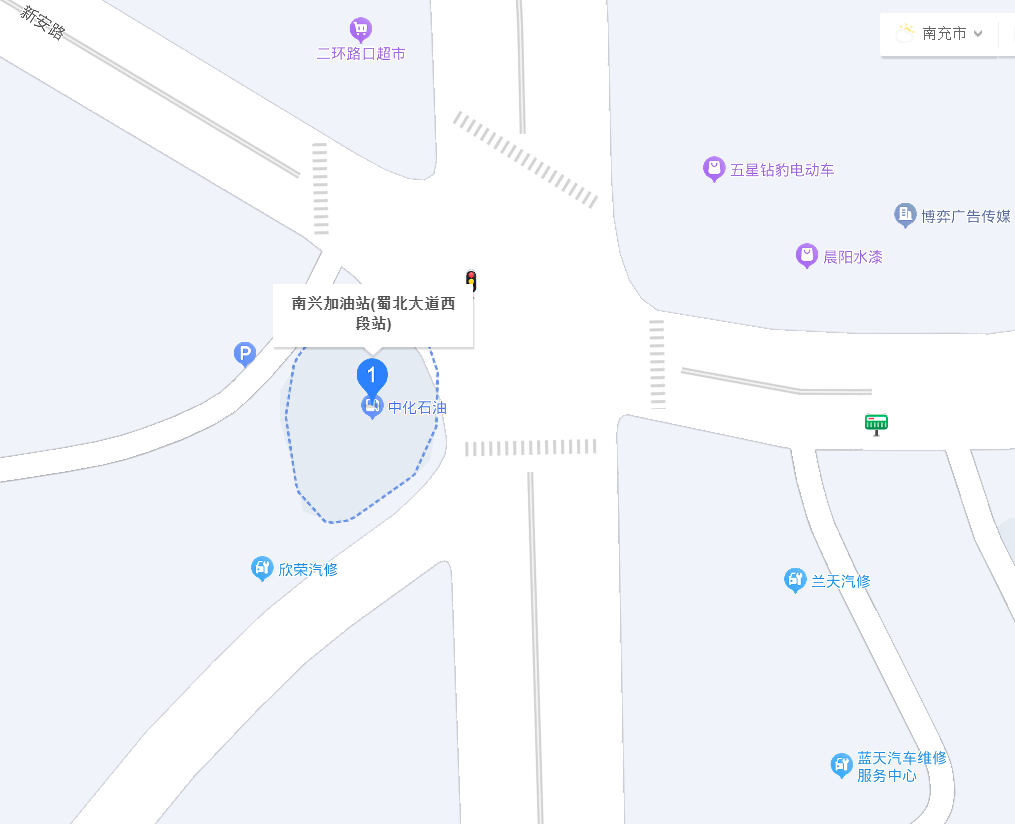 新安路
二环路口超市
南充市
五星钻豹电动车
博弈广告传媒
晨阳水漆
南兴加油站(蜀北大道西
段站)
P
1
中化石油
欣荣汽修
兰天汽修
蓝天汽车维修
服务中心